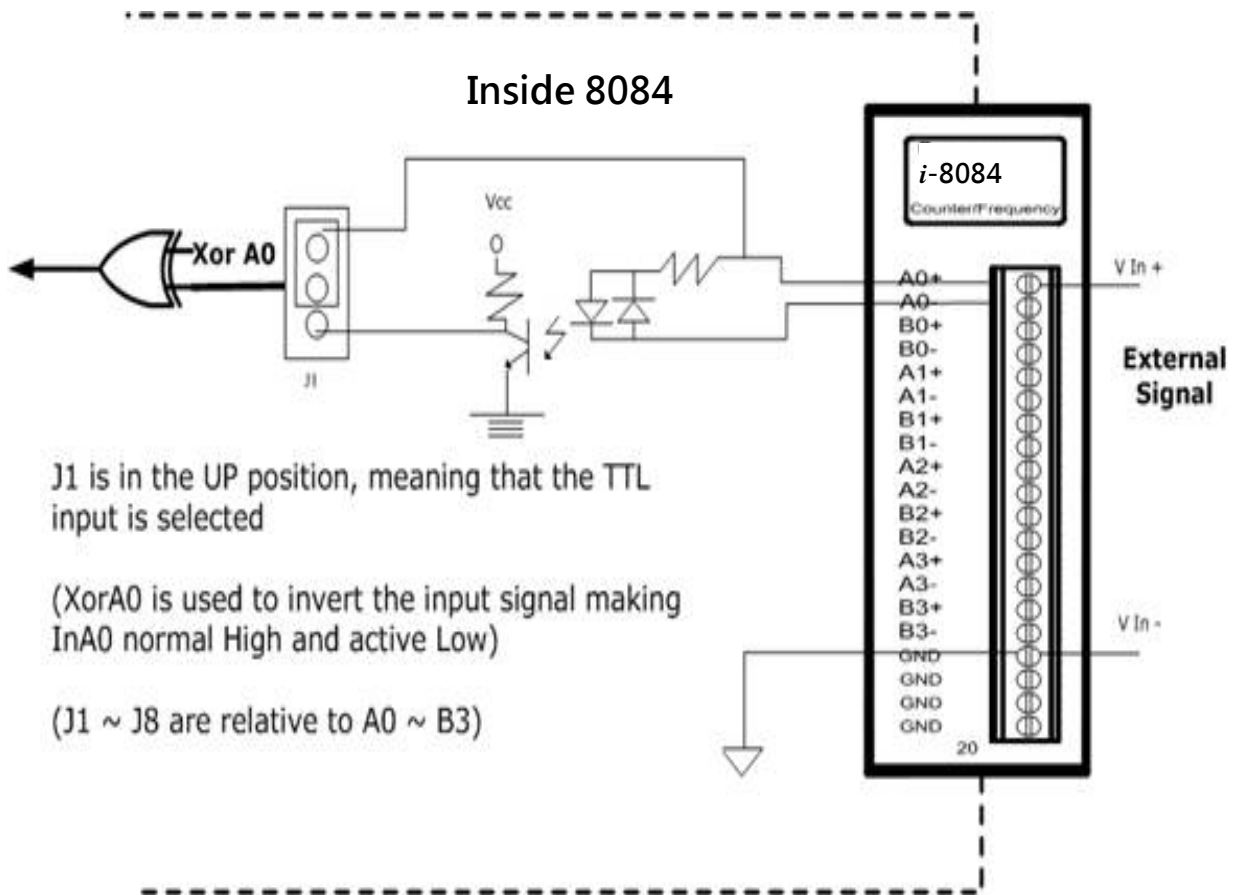 Inside 8084
i-8084
Counter/Frequency
Vcc
Xor A0
J1
V In +
External
Signal
V In -
A0+
A0-
B0+
B0-
A1+
A1-
B1+
B1-
A2+
A2-
B2+
B2-
A3+
A3-
B3+
B3-
GND
GND
GND
GND
20
J1 is in the UP position, meaning that the TTL
input is selected
(XorA0 is used to invert the input signal making
InA0 normal High and active Low)
(J1 ~ J8 are relative to A0 ~ B3)